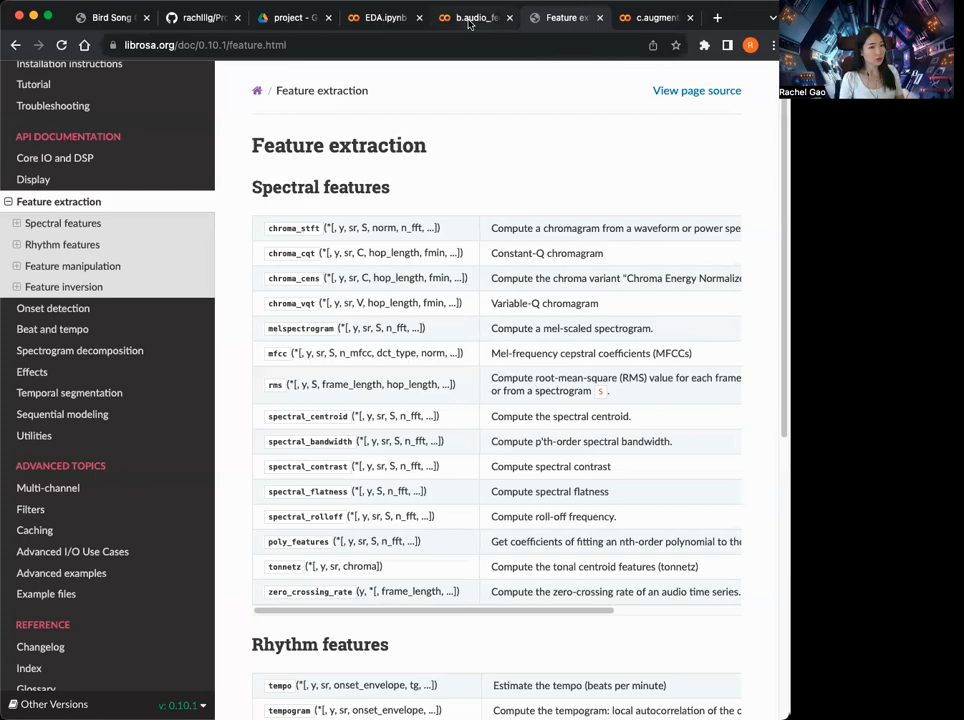 Bird Song (
rachlllg/Pro
project - G
EDA.ipynb
b.audio_fe
Feature ex
c.augment
librosa.org/doc/0.10.1/feature.html
R
Rachel Gao
Installation instructions
Tutorial
Troubleshooting
API DOCUMENTATION
Core IO and DSP
Display
Feature extraction
Spectral features
Rhythm features
Feature manipulation
Feature inversion
Onset detection
Beat and tempo
Spectrogram decomposition
Effects
Temporal segmentation
Sequential modeling
Utilities
ADVANCED TOPICS
Multi-channel
Filters
Caching
Advanced I/O Use Cases
Advanced examples
Example files
REFERENCE
Changelog
Index
Glossary
Other Versions v: 0.10.1
/ Feature extraction View page source
Feature extraction
Spectral features
chroma_stft (*[, y, sr, S, norm, n_fft, ...]) Compute a chromagram from a waveform or power spe
chroma_cqt (*[, y, sr, C, hop_length, fmin, ...]) Constant-Q chromagram
chroma_cens (*[, y, sr, C, hop_length, fmin, ...]) Compute the chroma variant "Chroma Energy Normaliz
chroma_vqt (*[, y, sr, V, hop_length, fmin, ...]) Variable-Q chromagram
melspectrogram (*[, y, sr, S, n_fft, ...]) Compute a mel-scaled spectrogram.
mfcc (*[, y, sr, S, n_mfcc, dct_type, norm, ...]) Mel-frequency cepstral coefficients (MFCCs)
rms (*[, y, S, frame_length, hop_length, ...]) Compute root-mean-square (RMS) value for each frame
or from a spectrogram S .
spectral_centroid (*[, y, sr, S, n_fft, ...]) Compute the spectral centroid.
spectral_bandwidth (*[, y, sr, S, n_fft, ...]) Compute p'th-order spectral bandwidth.
spectral_contrast (*[, y, sr, S, n_fft, ...]) Compute spectral contrast
spectral_flatness (*[, y, S, n_fft, ...]) Compute spectral flatness
spectral_rolloff (*[, y, sr, S, n_fft, ...]) Compute roll-off frequency.
poly_features (*[, y, sr, S, n_fft, ...]) Get coefficients of fitting an nth-order polynomial to the
tonnetz (*[, y, sr, chroma]) Compute the tonal centroid features (tonnetz)
zero_crossing_rate (y, *[, frame_length, ...]) Compute the zero-crossing rate of an audio time series.
Rhythm features
tempo (*[, y, sr, onset_envelope, tg, ...]) Estimate the tempo (beats per minute)
tempogram (*[, y, sr, onset_envelope, ...]) Compute the tempogram: local autocorrelation of the o